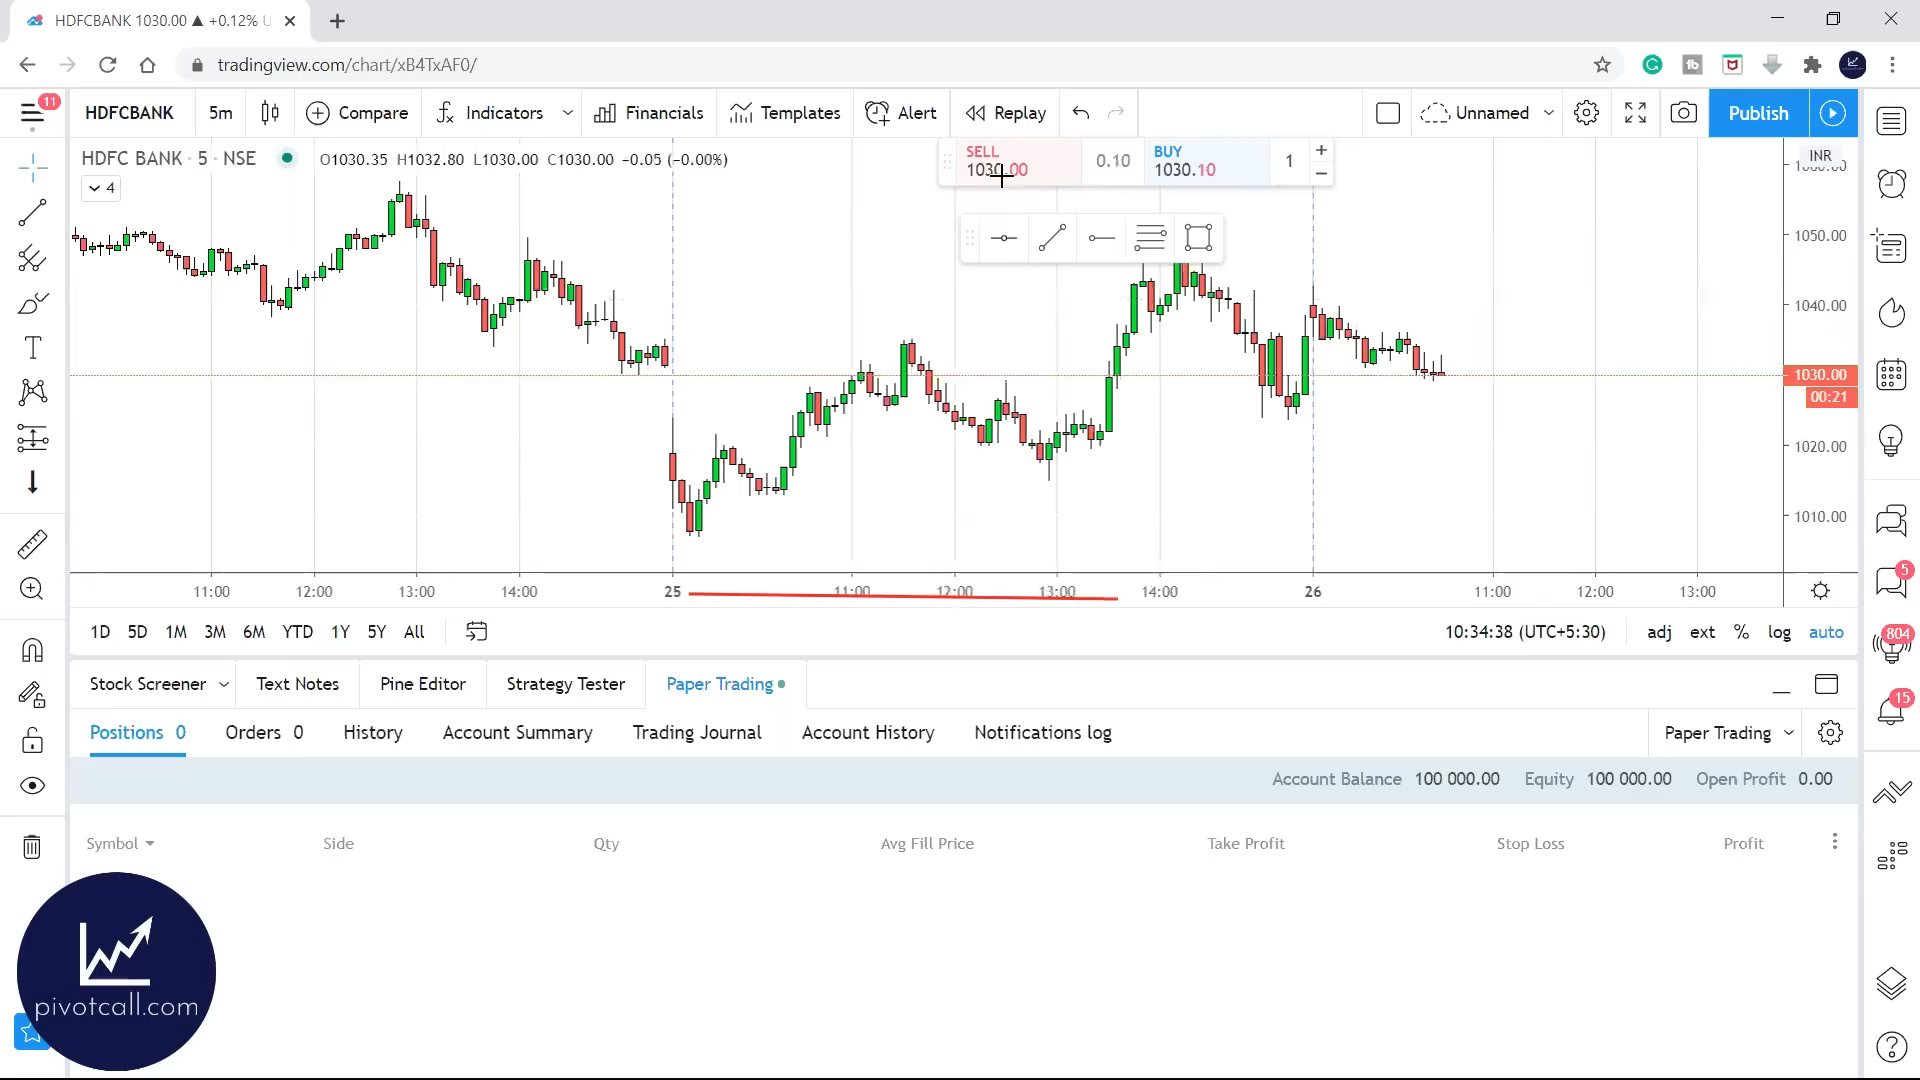 HDFCBANK 1030.00 ▲ +0.12% U
tradingview.com/chart/xB4TxAF0/
11
HDFCBANK 5m Compare Indicators Financials Templates Alert Replay Unnamed Publish
HDFC BANK · 5 · NSE O1030.35 H1032.80 L1030.00 C1030.00 +0.05 (−0.00%)
SELL
1030.00
0.10
BUY
1030.10
1
INR
4
1060.00
1050.00
1040.00
1030.00
00:21
1020.00
1010.00
11:00 12:00 13:00 14:00 25 11:00 12:00 13:00 14:00 26 11:00 12:00 13:00
1D 5D 1M 3M 6M YTD 1Y 5Y All 10:34:38 (UTC+5:30) adj ext % log auto
5
804
15
Stock Screener Text Notes Pine Editor Strategy Tester Paper Trading
Positions 0 Orders 0 History Account Summary Trading Journal Account History Notifications log Paper Trading
Account Balance 100 000.00 Equity 100 000.00 Open Profit 0.00
Symbol Side Qty Avg Fill Price Take Profit Stop Loss Profit
pivotcall.com